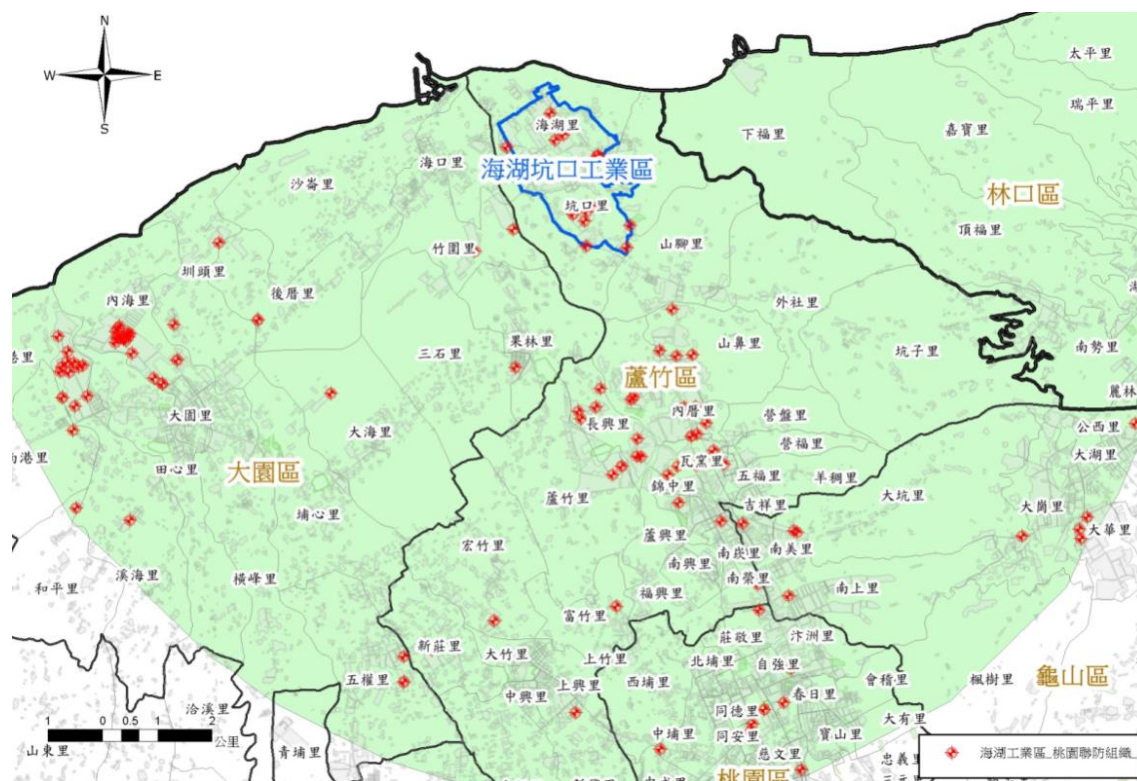 N
W E
S
太平里
瑞平里
嘉寶里
下福里
林口區
頂福里
海湖里
海口里
海湖坑口工業區
沙崙里
坑口里
竹圍里
山腳里
圳頭里
後厝里
內海里
外社里
三石里
果林里
山鼻里
坑子里
南勢里
蘆竹區
麗林
大園里
大海里
長興里
內厝里
營盤里
營福里
公西里
大湖里
田心里
瓦窯里
五福里
羊稠里
大園區
錦中里
蘆竹里
吉祥里
大坑里
大崗里
大華里
埔心里
宏竹里
蘆興里
南崁里
南美里
南興里
南榮里
和平里
溪海里
橫峰里
福興里
南上里
富竹里
莊敬里
汴洲里
新莊里
大竹里
上竹里
北埔里
自強里
五權里
西埔里
會稽里
楓樹里
龜山區
中興里
上興里
春日里
同德里
大有里
洽溪里
同安里
寶山里
1 0 0.5 1 2
公里
山東里
青埔里
中埔里
慈文里
忠義里
桃園區
海湖工業區_桃園聯防組織